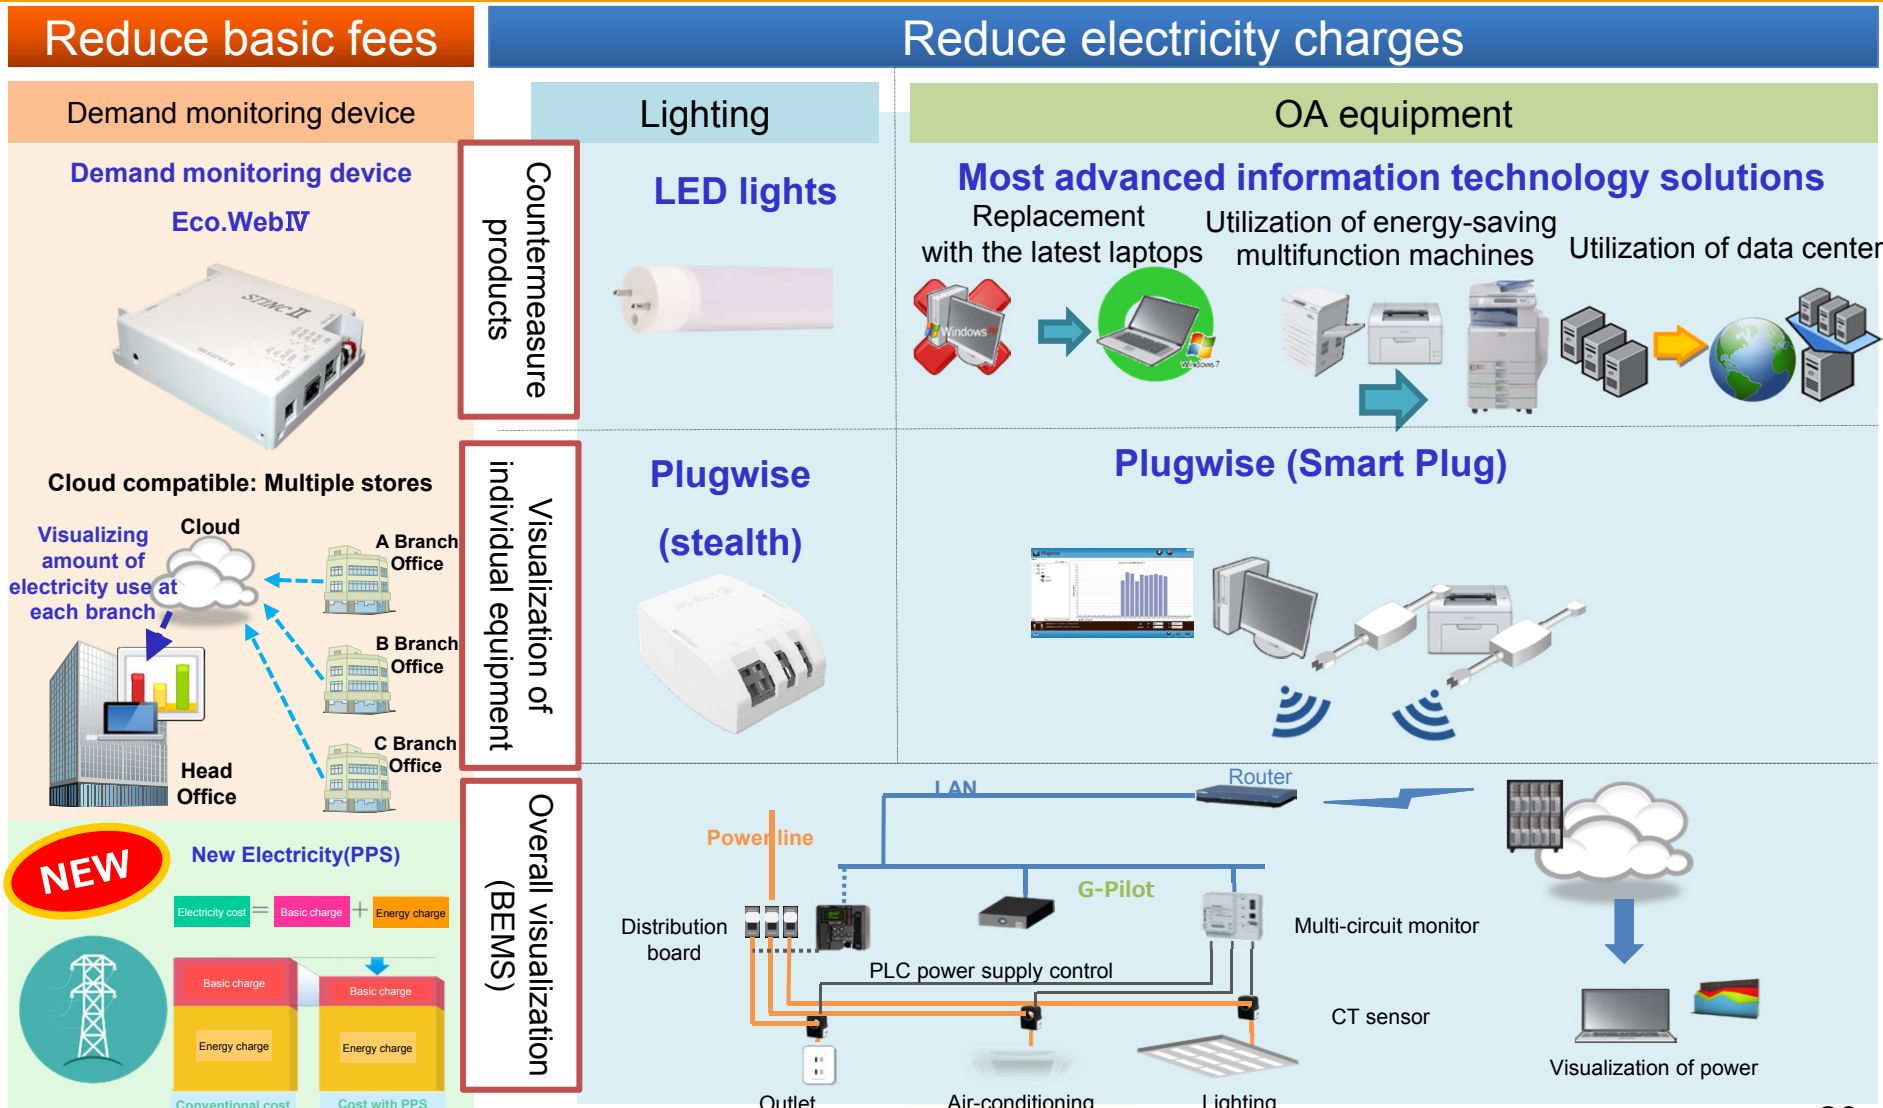 Reduce basic fees
Reduce electricity charges
Demand monitoring device
Lighting
OA equipment
Demand monitoring device
Eco.WebⅣ
STiNC II
Cloud compatible: Multiple stores
Visualizing
amount of
electricity use at
each branch
Cloud
A Branch
Office
B Branch
Office
C Branch
Office
Head
Office
NEW
New Electricity(PPS)
Electricity cost
=
Basic charge
+
Energy charge
Basic charge
Energy charge
Basic charge
Energy charge
Conventional cost
Cost with PPS
Countermeasure
products
LED lights
Most advanced information technology solutions
Replacement
with the latest laptops
Windows
Windows 7
Utilization of energy-saving
multifunction machines
Utilization of data center
Visualization of
individual equipment
Plugwise
(stealth)
Plugwise (Smart Plug)
Plugwise
Overall visualization
(BEMS)
LAN
Router
Power line
G-Pilot
Distribution
board
Multi-circuit monitor
PLC power supply control
CT sensor
Outlet
Air-conditioning
Lighting
Visualization of power